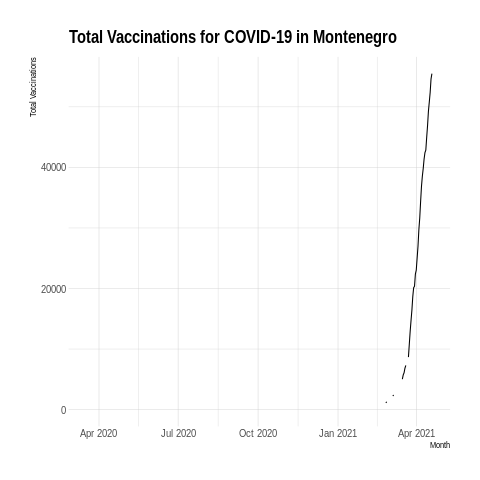 Total Vaccinations for COVID-19 in Montenegro
Total Vaccinations
40000
20000
0
Apr 2020 Jul 2020 Oct 2020 Jan 2021 Apr 2021
Month